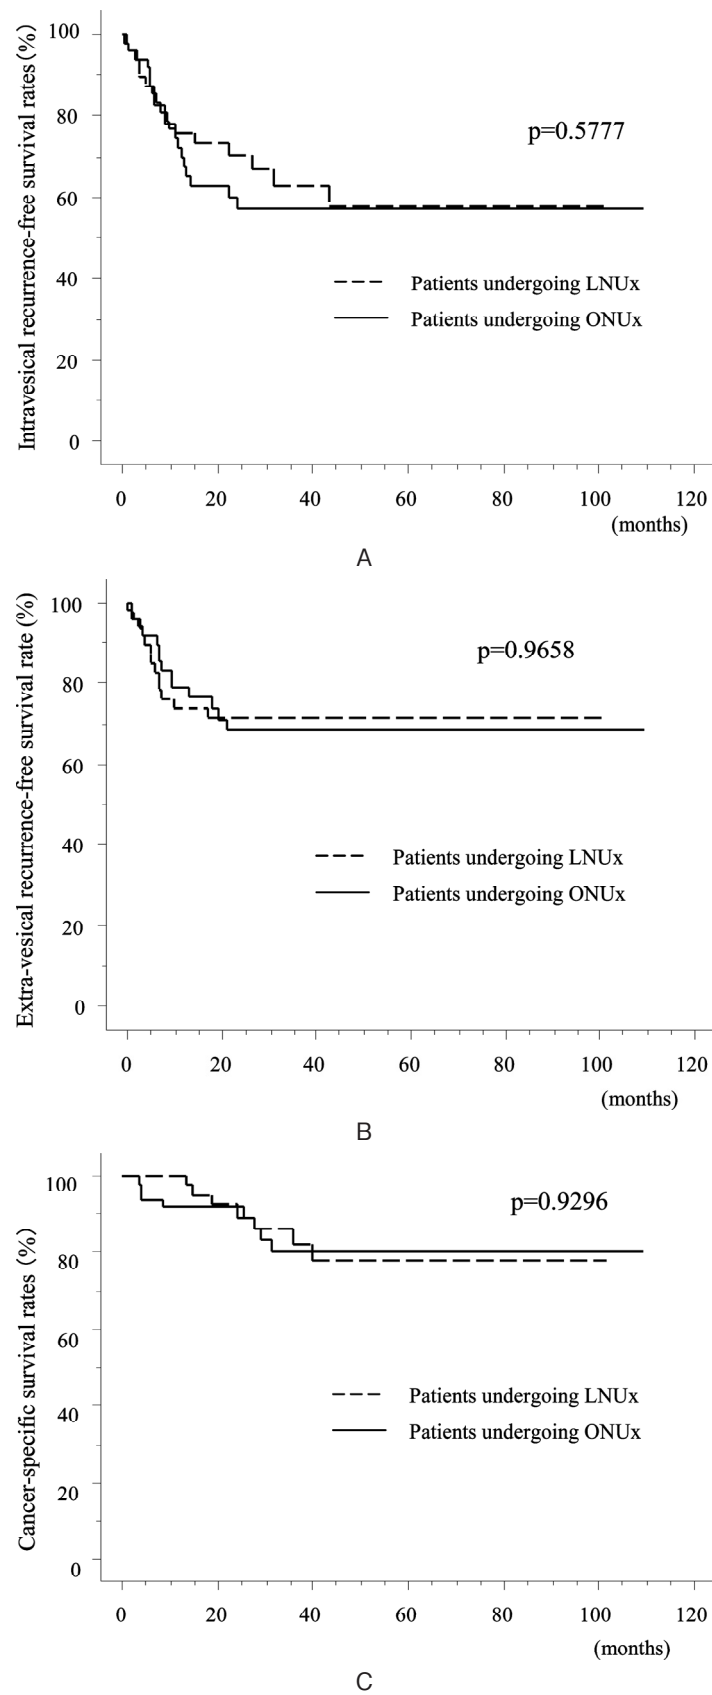 Intravesical recurrence-free survival rates (%)
100
80
60
40
20
0
p=0.5777
Patients undergoing LNUx
Patients undergoing ONUx
0 20 40 60 80 100 120
(months)
A
Extra-vesical recurrence-free survival rate (%)
100
80
60
40
20
0
p=0.9658
Patients undergoing LNUx
Patients undergoing ONUx
0 20 40 60 80 100 120
(months)
B
Cancer-specific survival rates (%)
100
80
60
40
20
0
p=0.9296
Patients undergoing LNUx
Patients undergoing ONUx
0 20 40 60 80 100 120
(months)
C